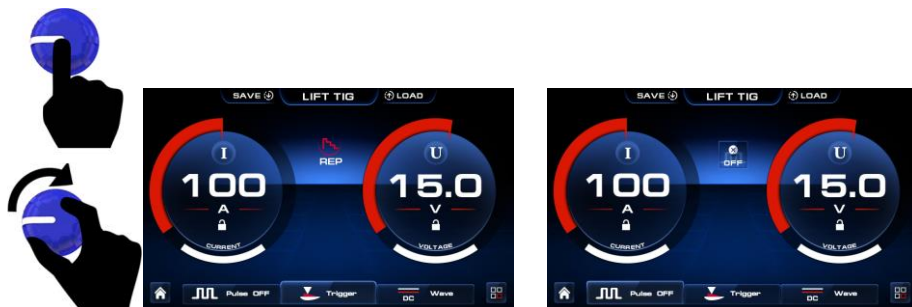 SAVE LIFT TIG LOAD
I U
REP
100 15.0
A V
CURRENT VOLTAGE
Pulse OFF Trigger DC Wave
SAVE LIFT TIG LOAD
I U
OFF
100 15.0
A V
CURRENT VOLTAGE
Pulse OFF Trigger DC Wave